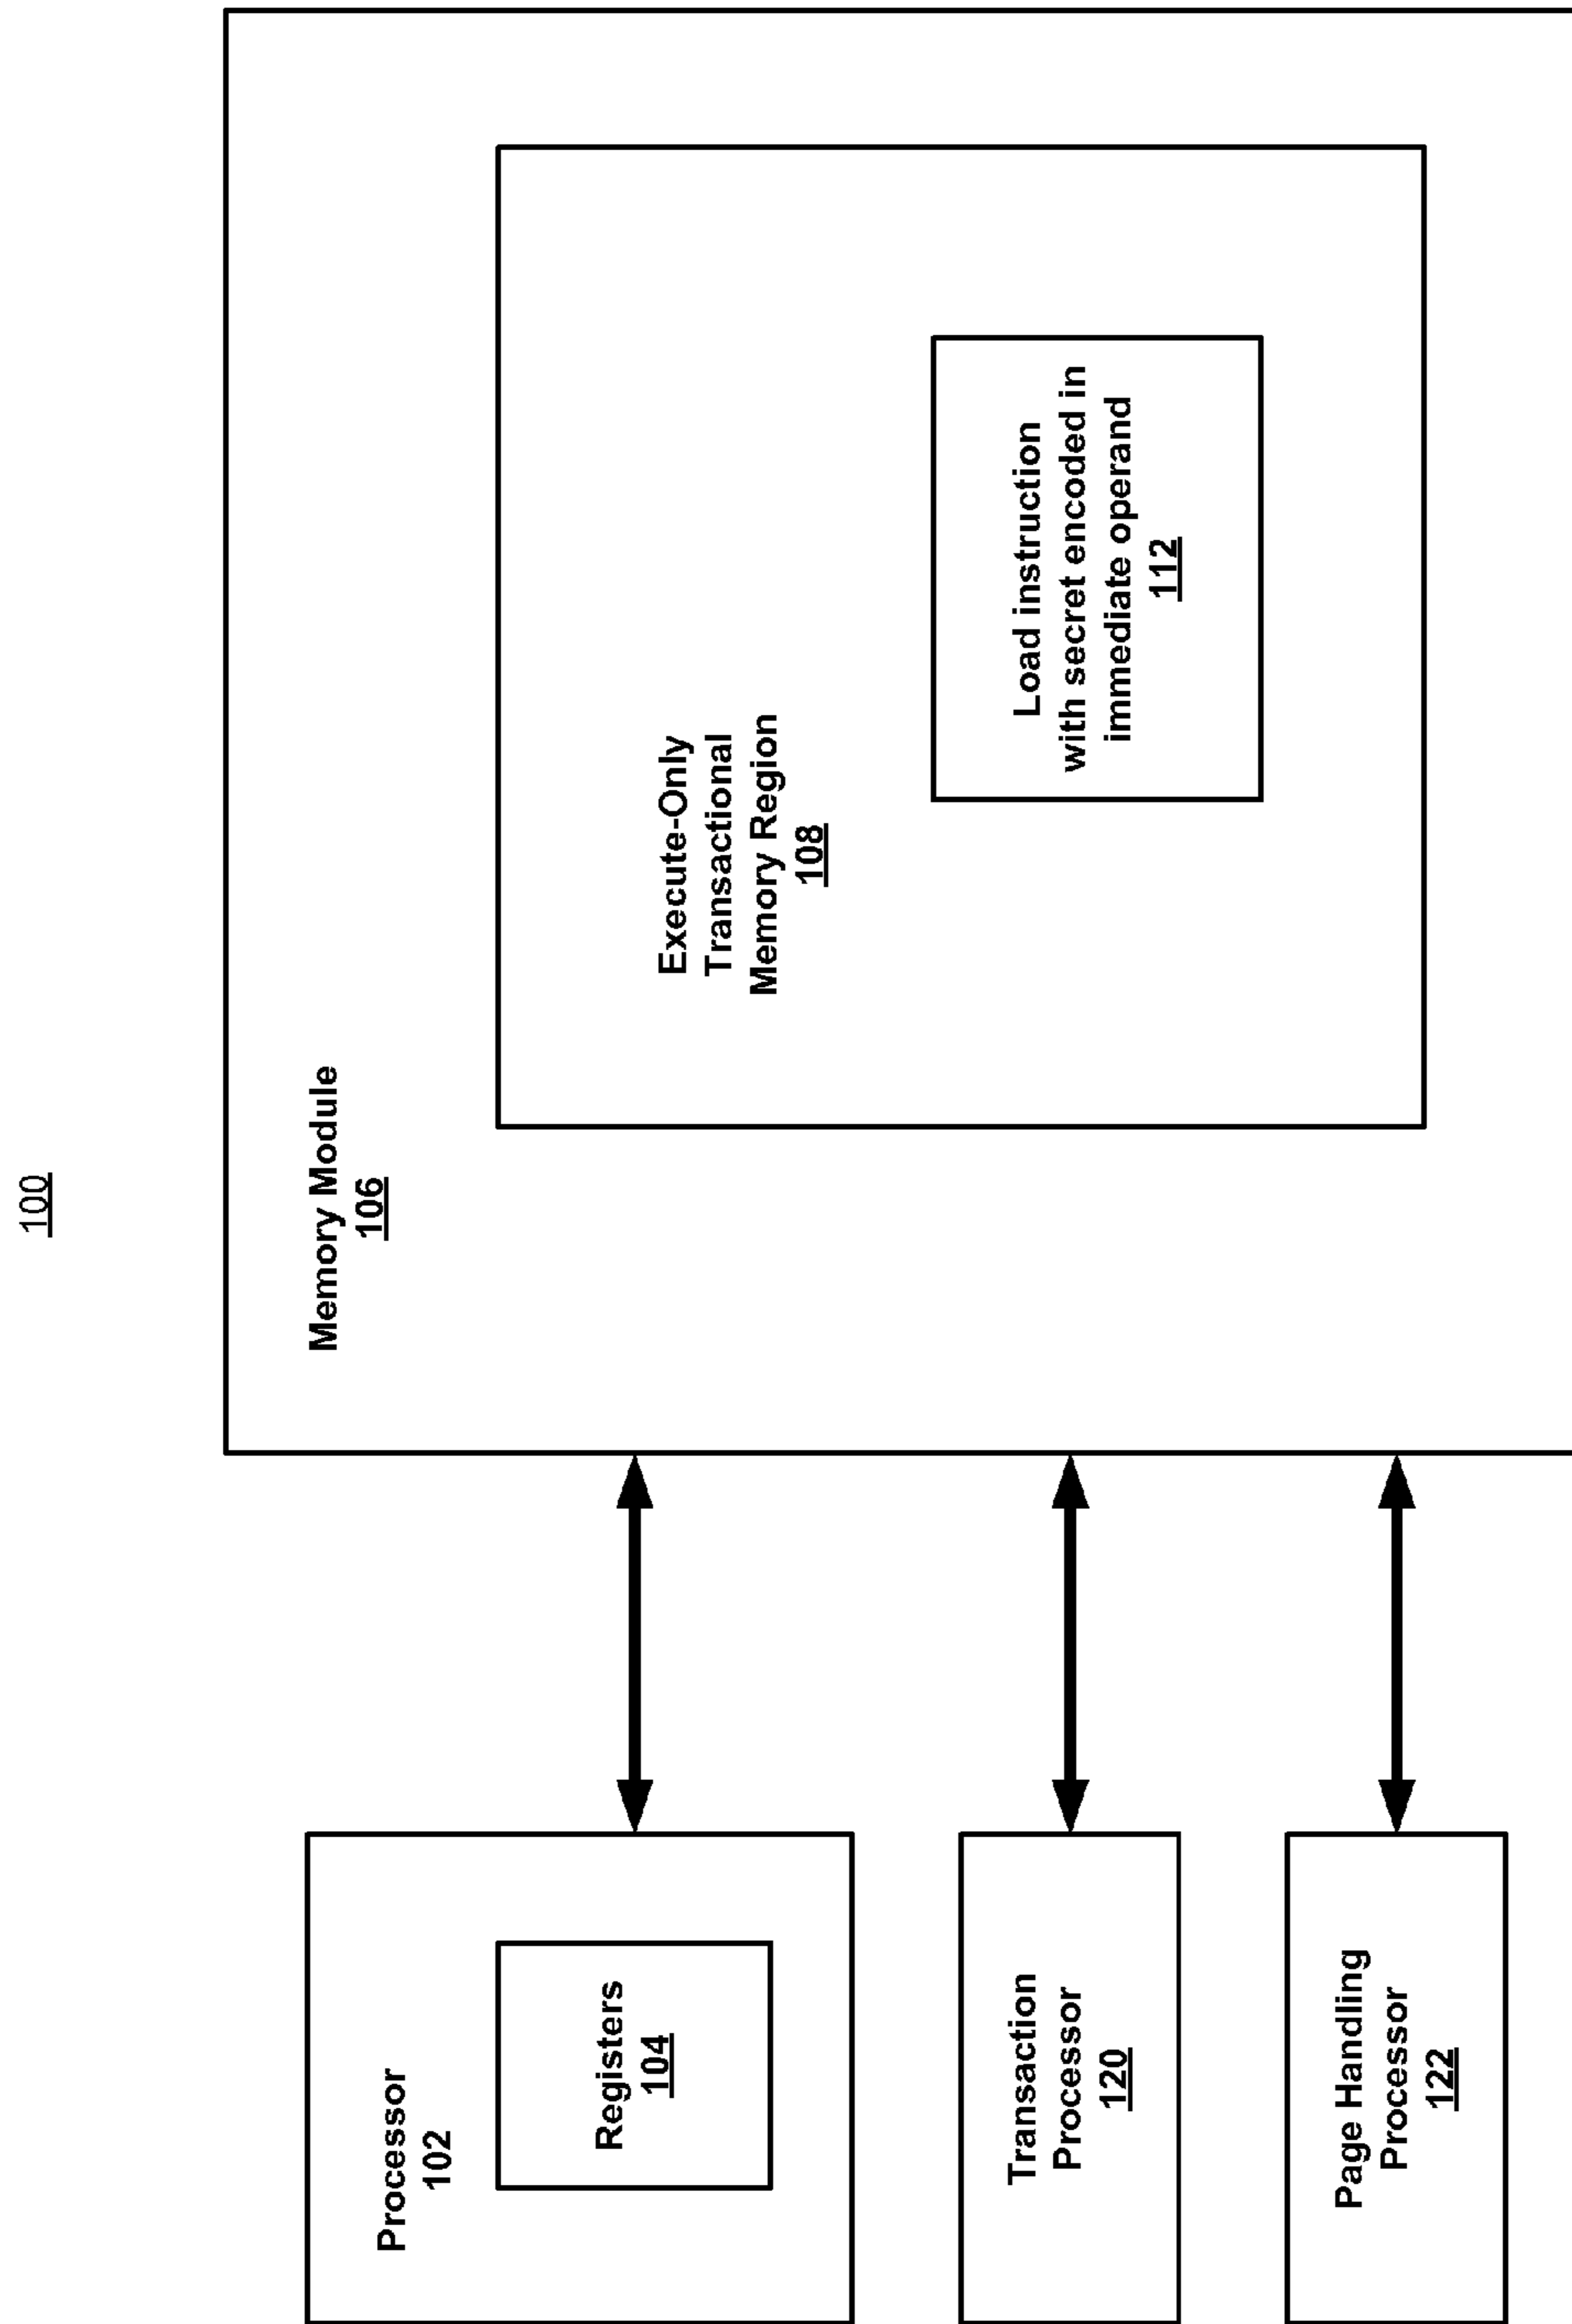 100
Processor
102
Registers
104
Transaction
Processor
120
Page Handling
Processor
122
Memory Module
106
Execute-Only
Transactional
Memory Region
108
Load instruction
with secret encoded in
immediate operand
112